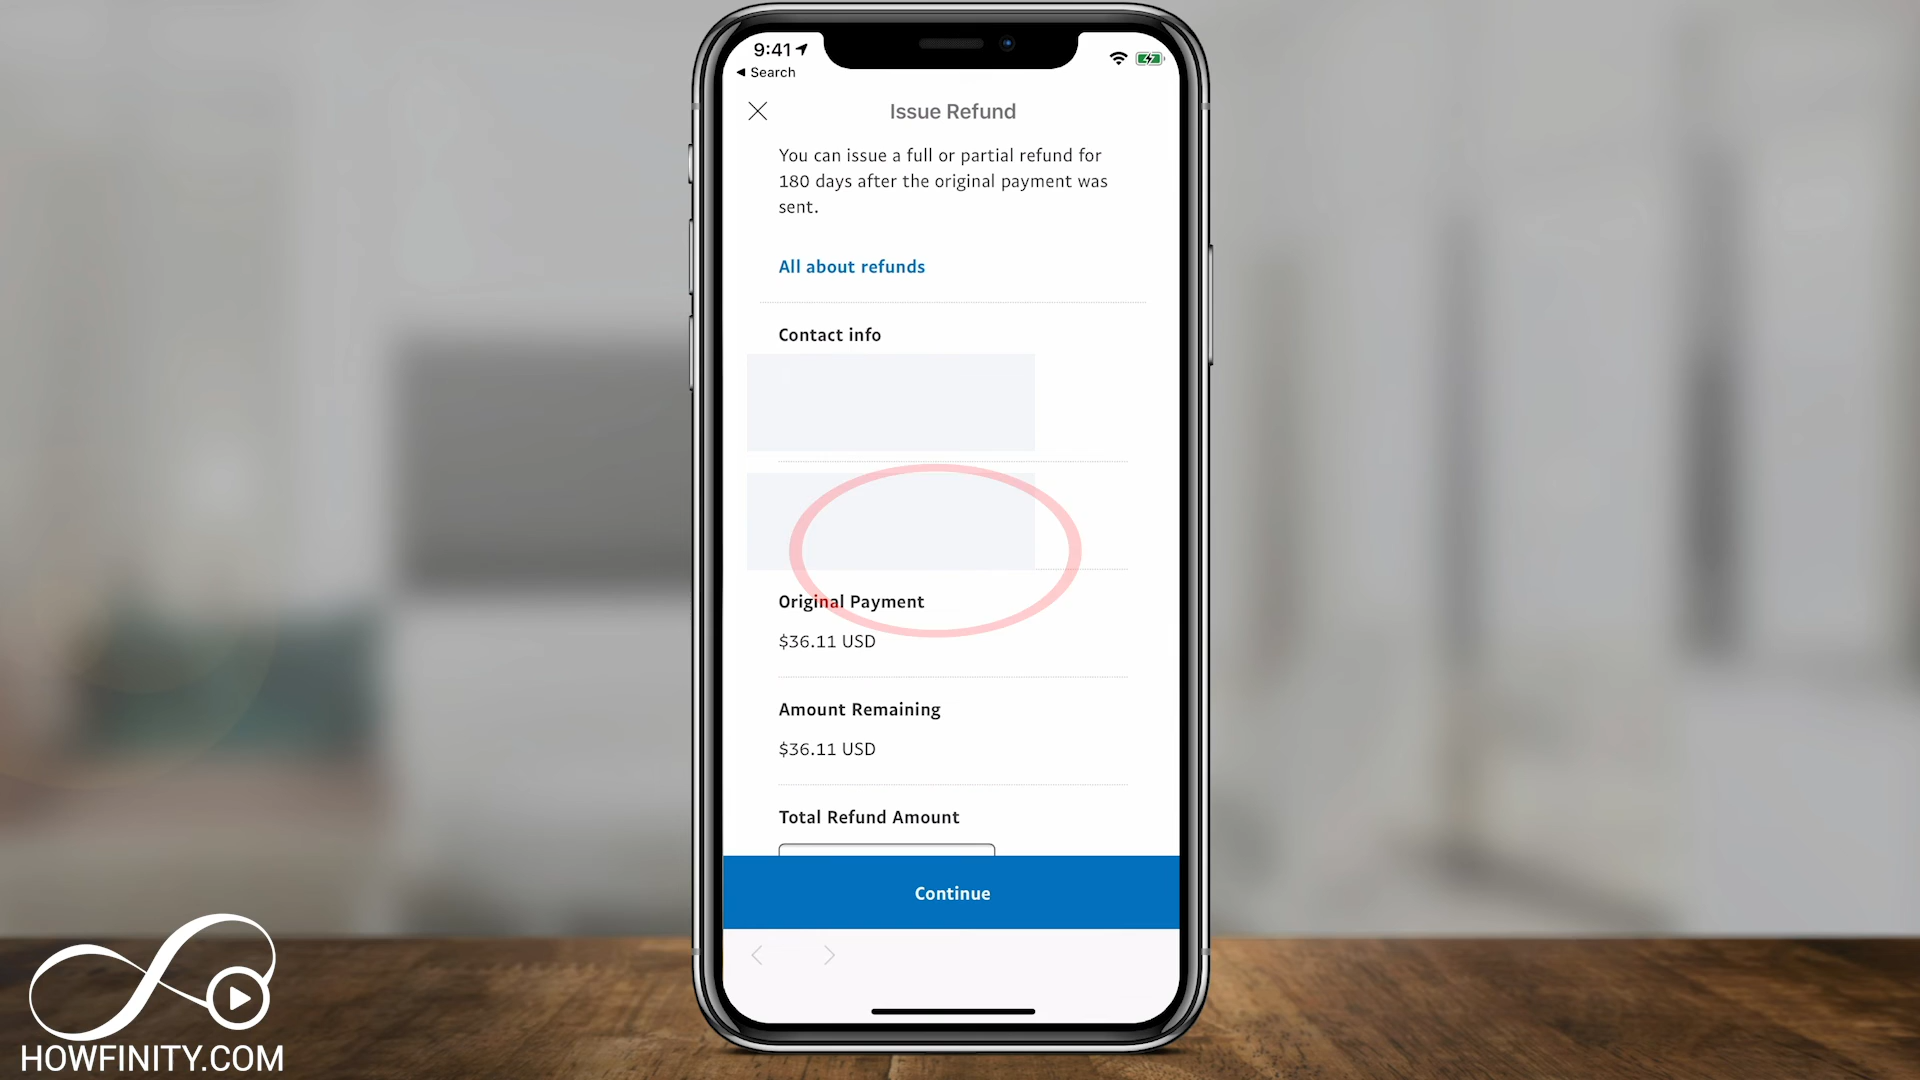 9:41
Search
Issue Refund
You can issue a full or partial refund for
180 days after the original payment was
sent.
All about refunds
Contact info
Original Payment
$36.11 USD
Amount Remaining
$36.11 USD
Total Refund Amount
Continue
HOWFINITY.COM